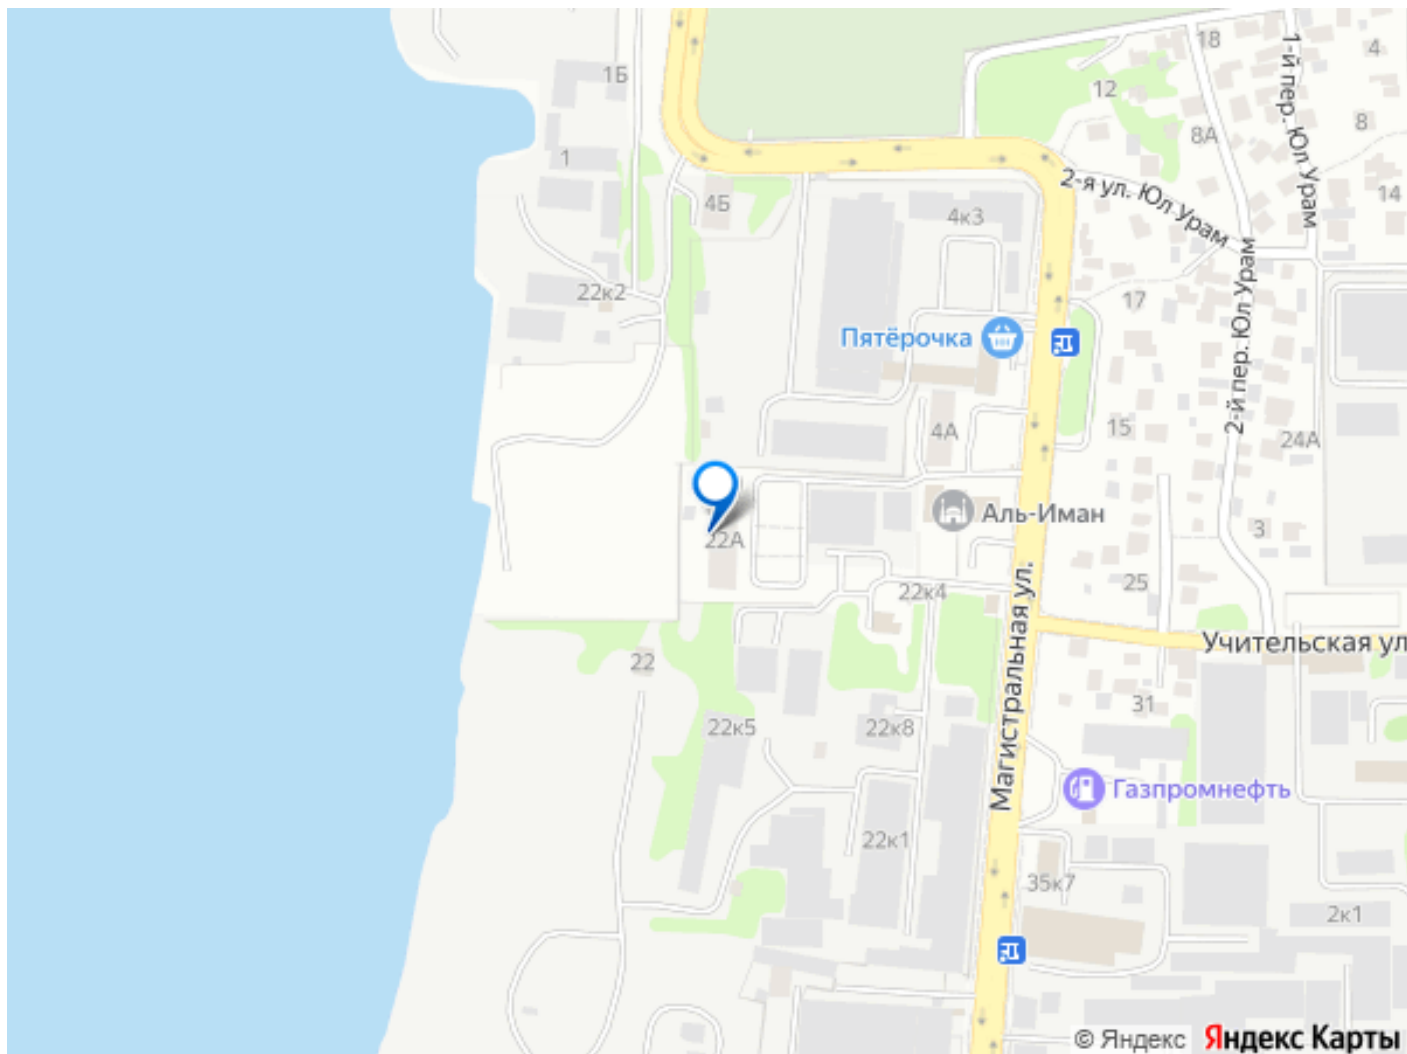 18
4
1Б
12
8А
8
1
1-й пер. Юл Урам
2-я ул. Юл Урам
14
4Б
4к3
22к2
17
Пятёрочка
2-й пер. Юл Урам
4А
15
24А
Аль-Иман
3
22А
22к4
25
Учительская ул
22
Магистральная ул.
31
22к5
22к8
Газпромнефть
22к1
35к7
2к1
© Яндекс Яндекс Карты